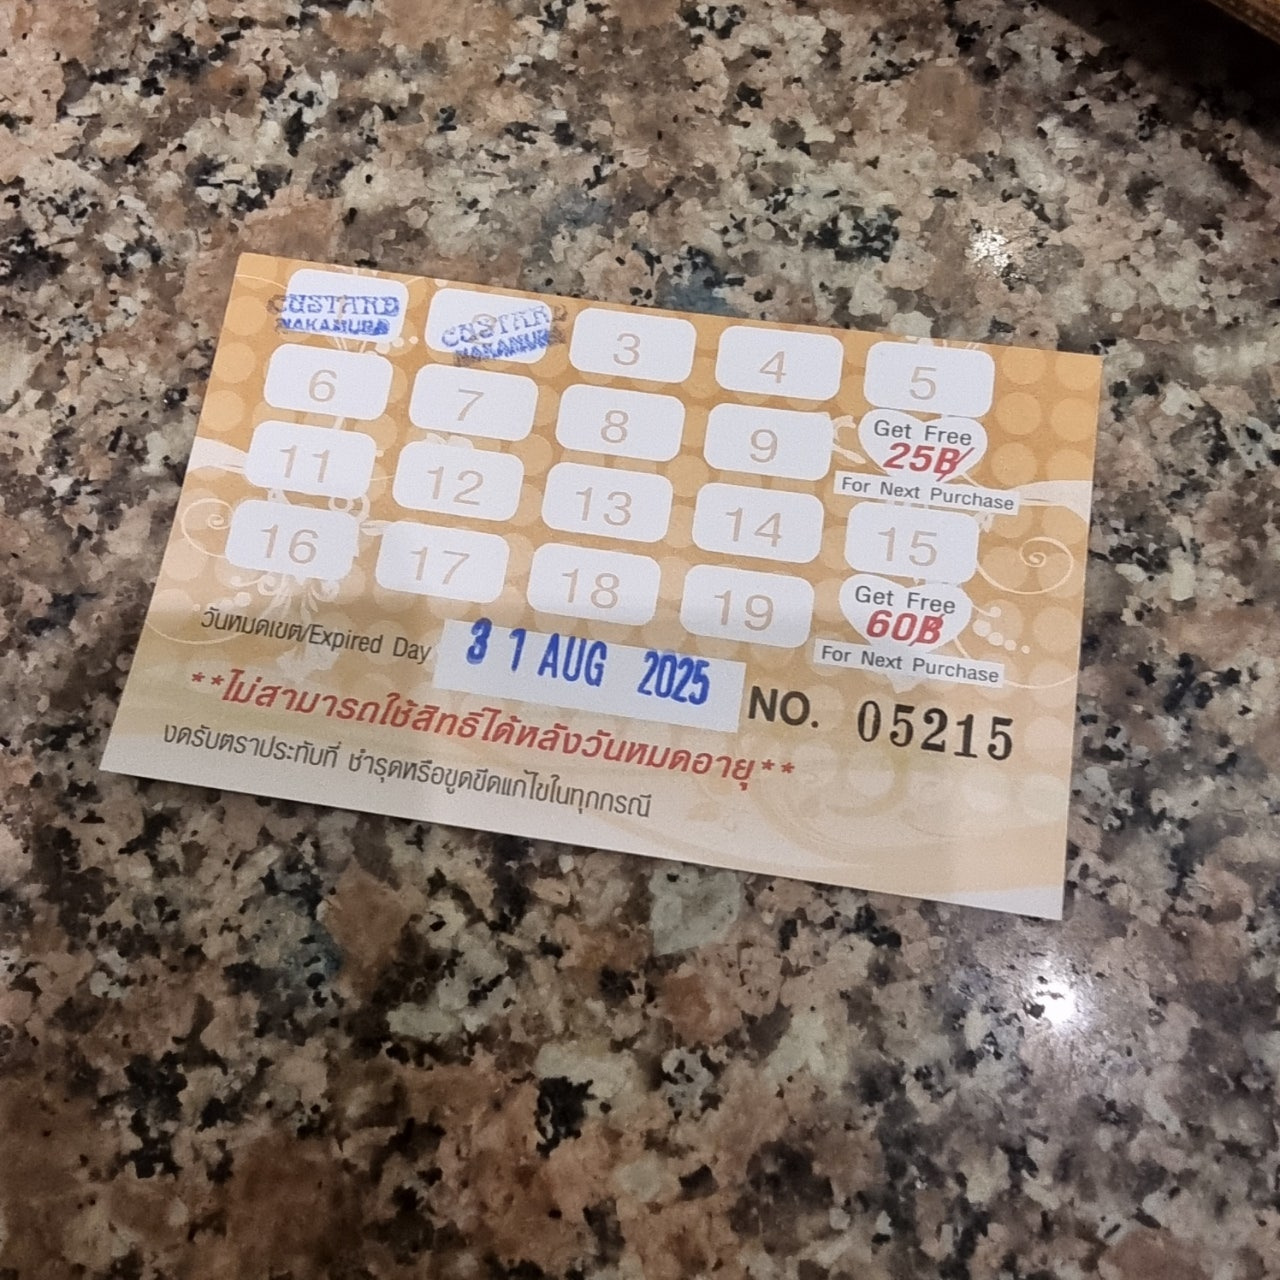 CUSTARD
NAKAMURA
CUSTARD
NAKAMURA
3 4 5
6 7 8 9
Get Free
25฿
For Next Purchase
11 12 13 14 15
16 17 18 19
Get Free
60฿
For Next Purchase
วันหมดเขต/Expired Day 31 AUG 2025
NO. 05215
**ไม่สามารถใช้สิทธิ์ได้หลังวันหมดอายุ**
งดรับตราประทับที่ ชำรุดหรือขูดขีดแก้ไขในทุกกรณี